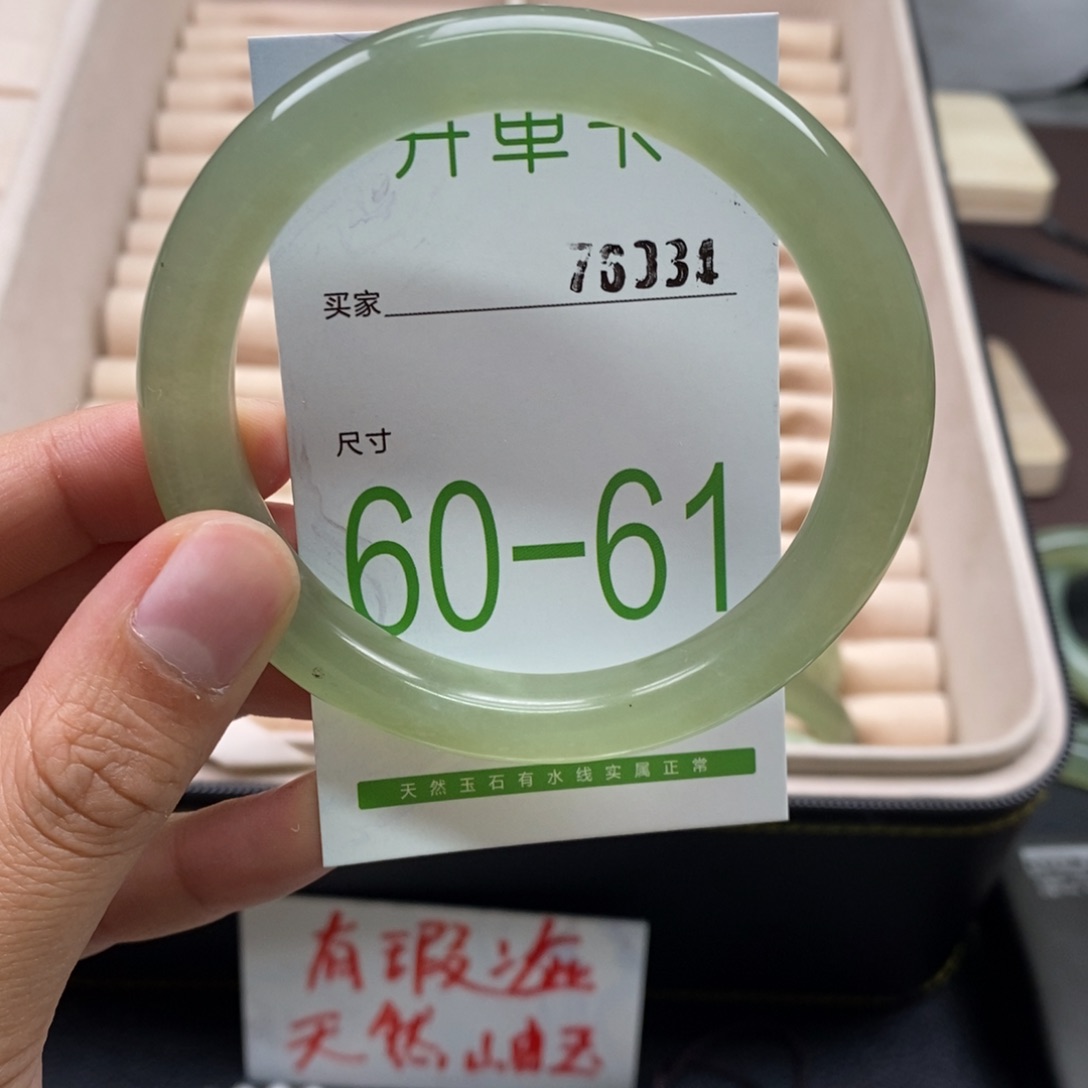 开单卡
76034
买家
尺寸
60-61
天然玉石有水线实属正常
有瑕疵
天然岫玉